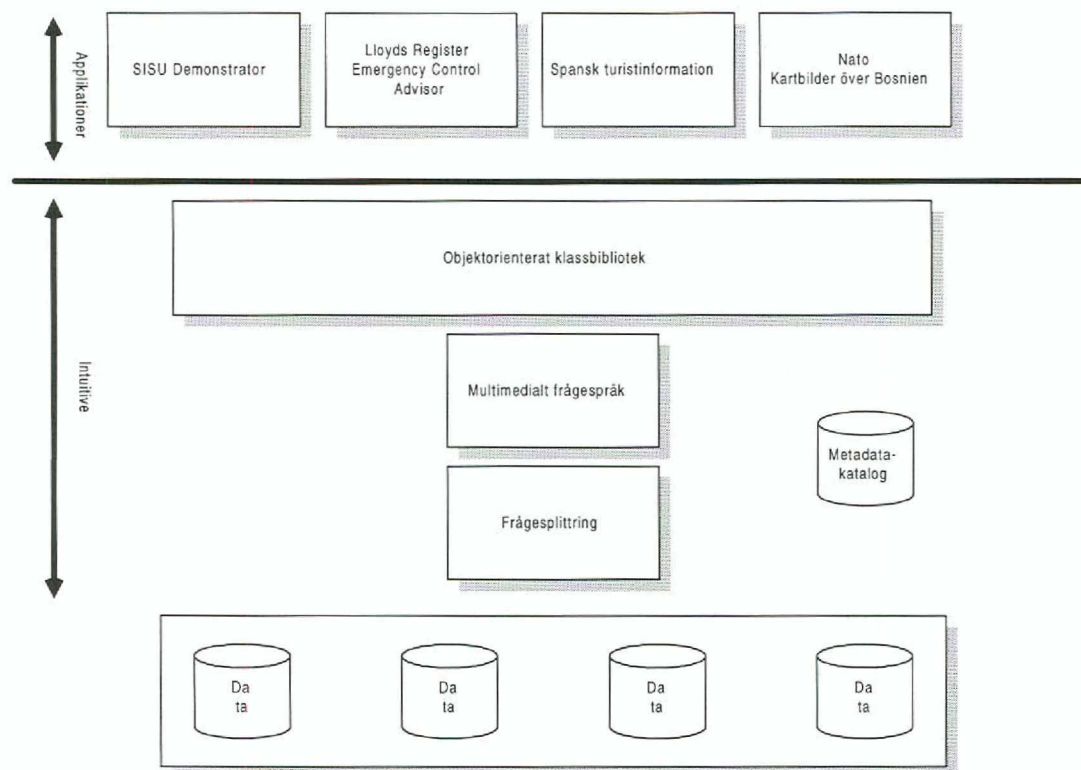 Applikationer
SISU Demonstrator
Lloyds Register
Emergency Control
Advisor
Spansk turistinformation
Nato
Kartbilder över Bosnien
Intuitive
Objektorienterat klassbibliotek
Multimedialt frågespråk
Metadata-
katalog
Frågesplittring
Da
ta
Da
ta
Da
ta
Da
ta